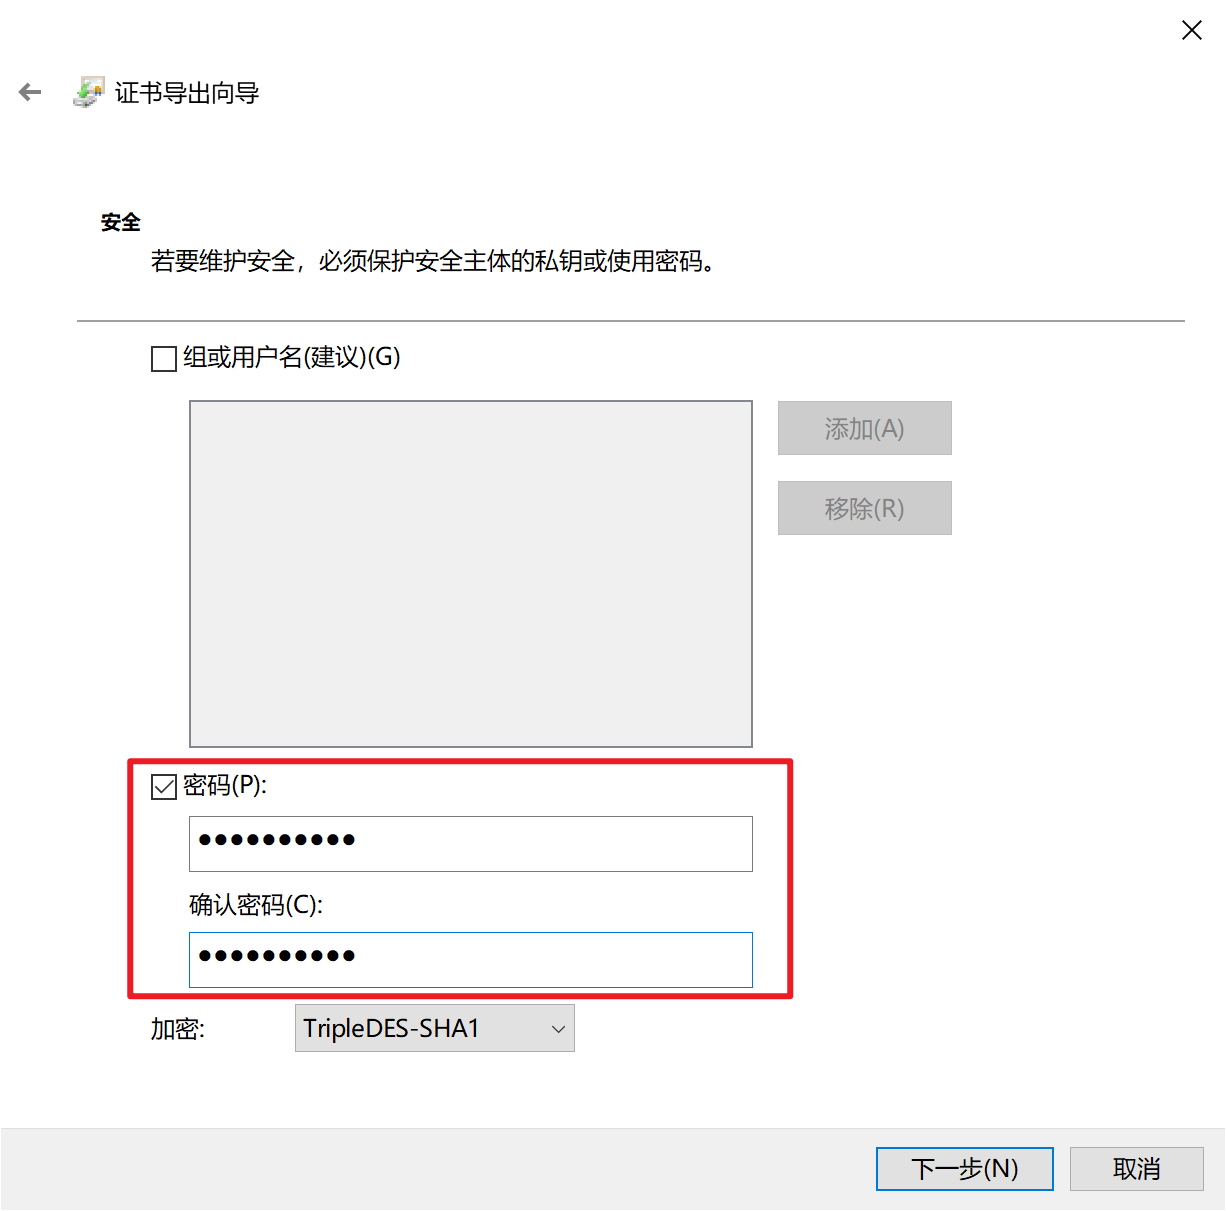 证书导出向导
安全
若要维护安全，必须保护安全主体的私钥或使用密码。
组或用户名(建议)(G)
添加(A)
移除(R)
密码(P):
●●●●●●●●●●
确认密码(C):
●●●●●●●●●●
加密:
TripleDES-SHA1
下一步(N)
取消